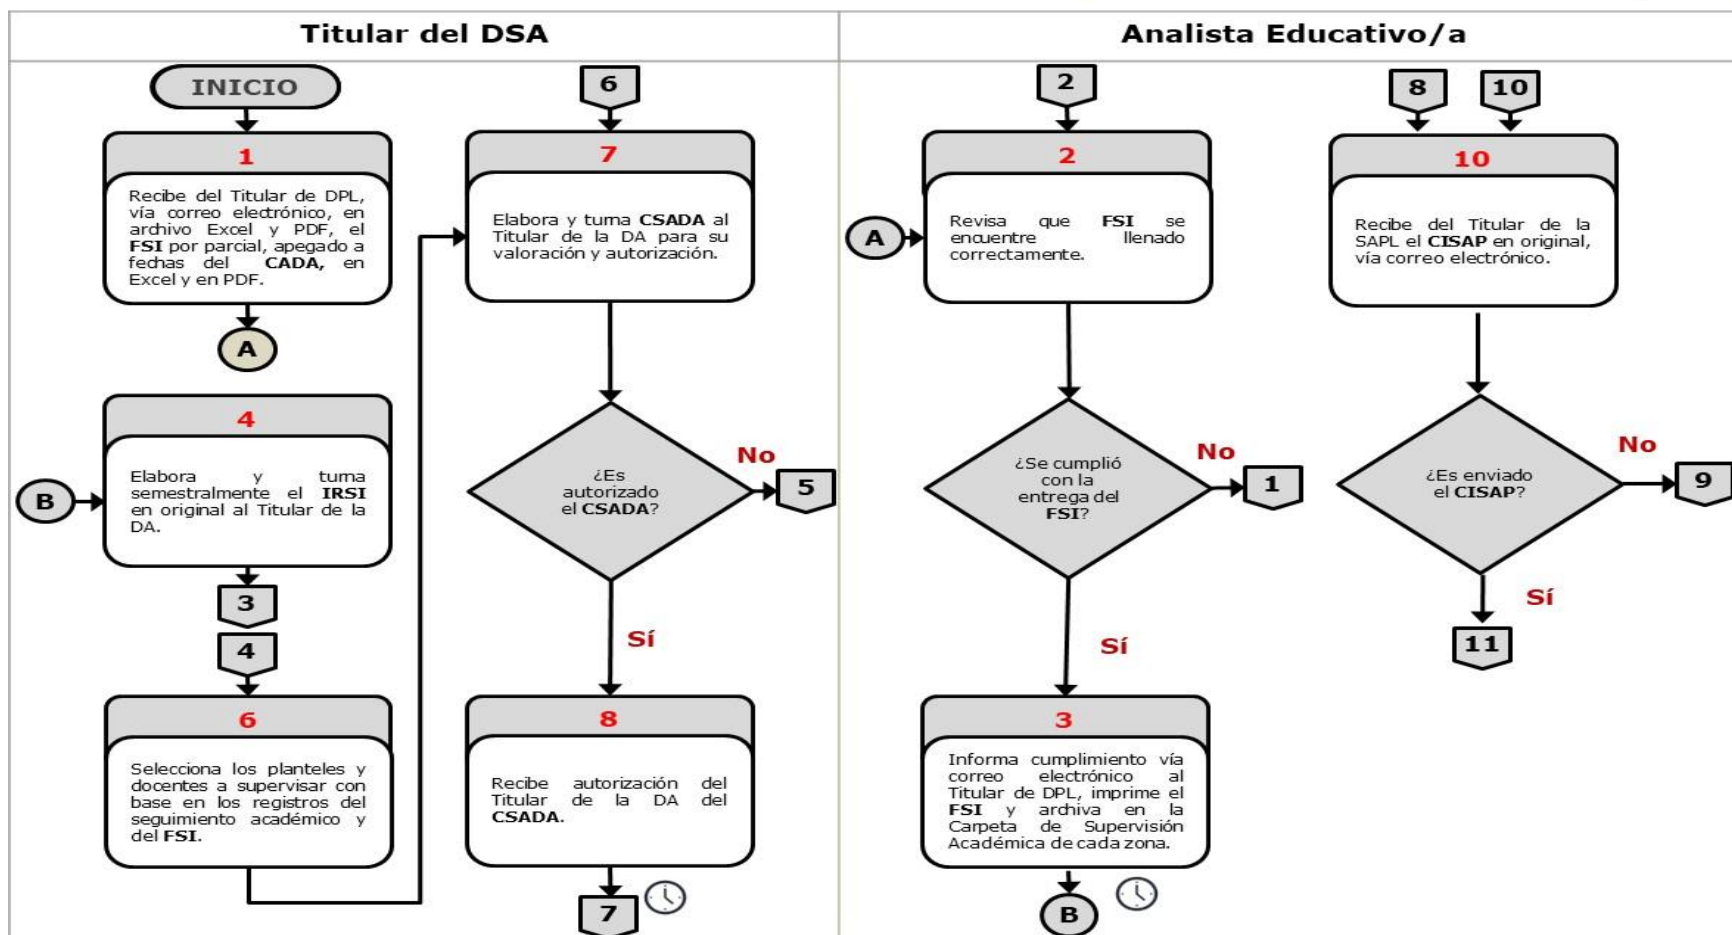 Titular del DSA
INICIO
1
Recibe del Titular de DPL,
vía correo electrónico, en
archivo Excel y PDF, el
FSI por parcial, apegado a
fechas del CADA, en
Excel y en PDF.
A
B
4
Elabora y turna
semestralmente el IRSI
en original al Titular de la
DA.
3
4
6
Selecciona los planteles y
docentes a supervisar con
base en los registros del
seguimiento académico y
del FSI.
6
7
Elabora y turna CSADA al
Titular de la DA para su
valoración y autorización.
¿Es
autorizado
el CSADA?
No
5
Sí
8
Recibe autorización del
Titular de la DA del
CSADA.
7
Analista Educativo/a
2
2
A
Revisa que FSI se
encuentre llenado
correctamente.
¿Se cumplió
con la
entrega del
FSI?
No
1
Sí
3
Informa cumplimiento vía
correo electrónico al
Titular de DPL, imprime el
FSI y archiva en la
Carpeta de Supervisión
Académica de cada zona.
B
8
10
10
Recibe del Titular de la
SAPL el CISAP en original,
vía correo electrónico.
¿Es enviado
el CISAP?
No
9
Sí
11